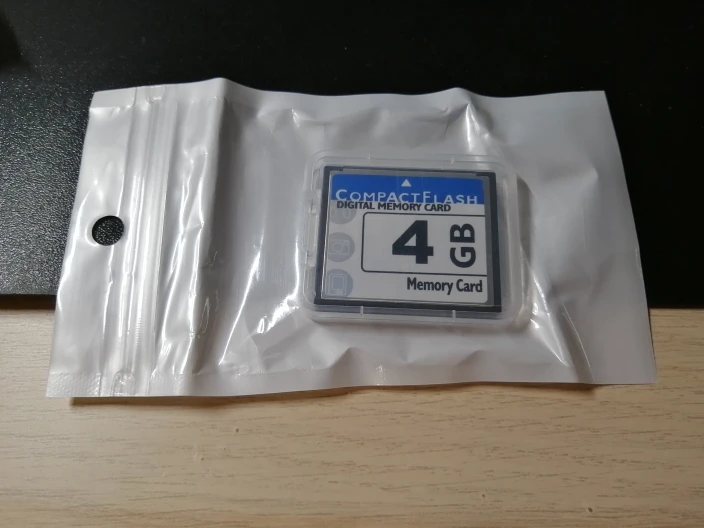 COMPACTFLASH
DIGITAL MEMORY CARD
4 GB
Memory Card